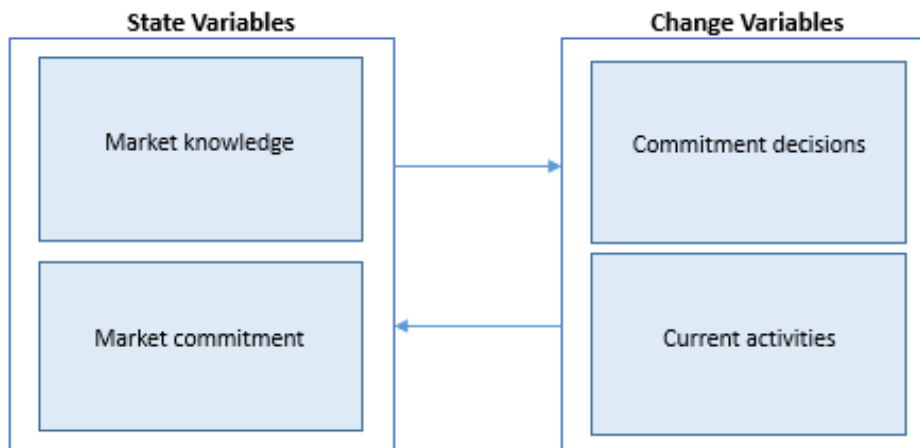 State Variables
Market knowledge
Market commitment
Change Variables
Commitment decisions
Current activities